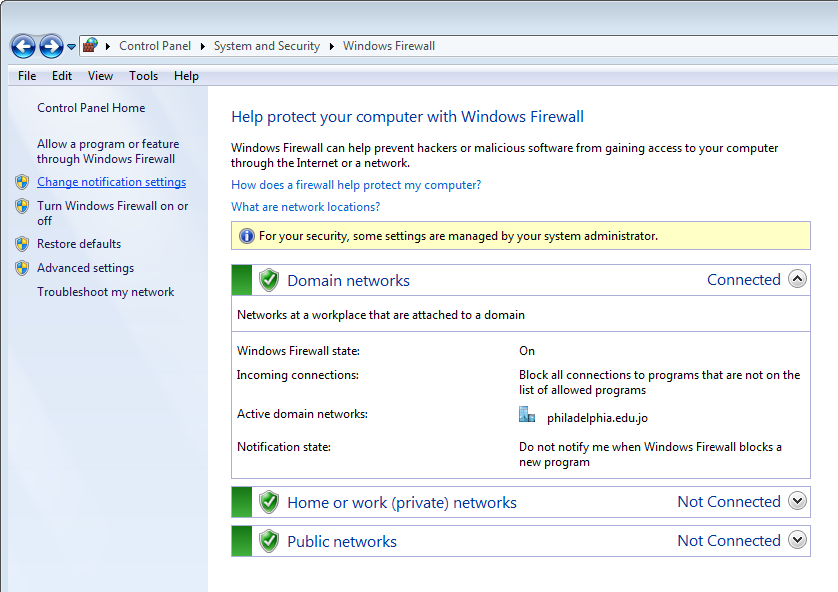 Control Panel
System and Security
Windows Firewall
File Edit View Tools Help
Control Panel Home
Allow a program or feature
through Windows Firewall
Change notification settings
Turn Windows Firewall on or
off
Restore defaults
Advanced settings
Troubleshoot my network
Help protect your computer with Windows Firewall
Windows Firewall can help prevent hackers or malicious software from gaining access to your computer
through the Internet or a network.
How does a firewall help protect my computer?
What are network locations?
For your security, some settings are managed by your system administrator.
Domain networks Connected
Networks at a workplace that are attached to a domain
Windows Firewall state: On
Incoming connections: Block all connections to programs that are not on the
list of allowed programs
Active domain networks: philadelphia.edu.jo
Notification state: Do not notify me when Windows Firewall blocks a
new program
Home or work (private) networks Not Connected
Public networks Not Connected